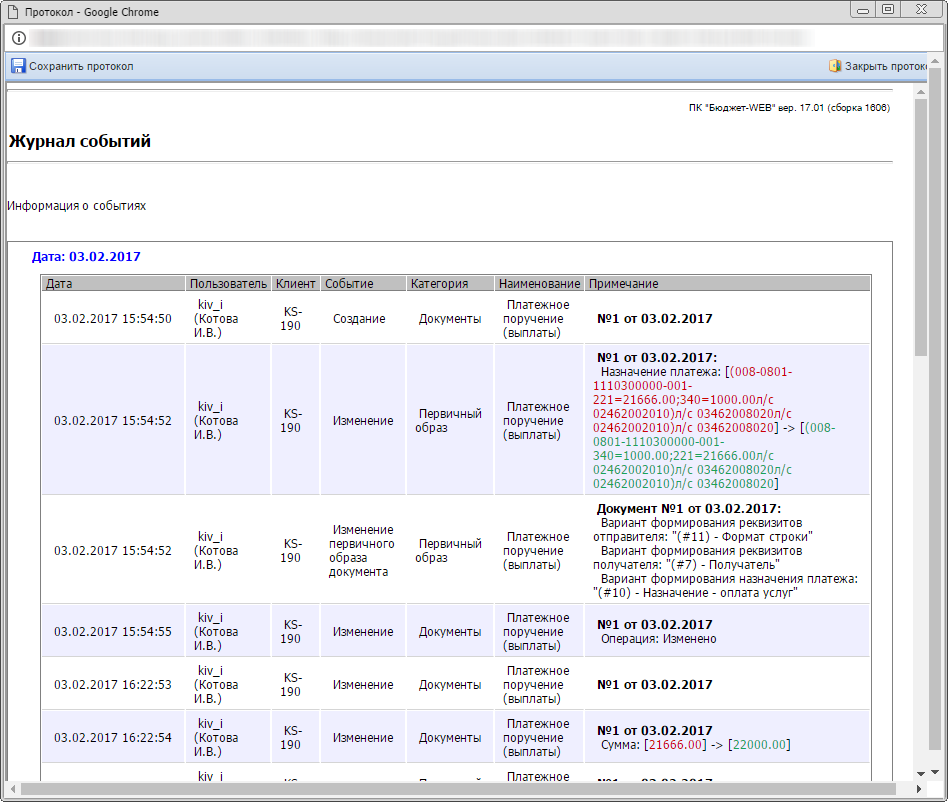 Протокол - Google Chrome
Сохранить протокол
Закрыть проток
ПК "Бюджет-WEB" вер. 17.01 (сборка 1606)
Журнал событий
Информация о событиях
Дата: 03.02.2017
Дата Пользователь Клиент Событие Категория Наименование Примечание
03.02.2017 15:54:50
kiv_i
(Котова
И.В.)
KS-
190
Создание
Документы
Платежное
поручение
(выплаты)
№1 от 03.02.2017
03.02.2017 15:54:52
kiv_i
(Котова
И.В.)
KS-
190
Изменение
Первичный
образ
Платежное
поручение
(выплаты)
№1 от 03.02.2017:
Назначение платежа: [(008-0801-
1110300000-001-
221=21666.00;340=1000.00л/с
02462002010)л/с 03462008020л/с
02462002010)л/с 03462008020] -> [(008-
0801-1110300000-001-
340=1000.00;221=21666.00л/с
02462002010)л/с 03462008020л/с
02462002010)л/с 03462008020]
03.02.2017 15:54:52
kiv_i
(Котова
И.В.)
KS-
190
Изменение
первичного
образа
документа
Первичный
образ
Платежное
поручение
(выплаты)
Документ №1 от 03.02.2017:
Вариант формирования реквизитов
отправителя: "(#11) - Формат строки"
Вариант формирования реквизитов
получателя: "(#7) - Получатель"
Вариант формирования назначения платежа:
"(#10) - Назначение - оплата услуг"
03.02.2017 15:54:55
kiv_i
(Котова
И.В.)
KS-
190
Изменение
Документы
Платежное
поручение
(выплаты)
№1 от 03.02.2017
Операция: Изменено
03.02.2017 16:22:53
kiv_i
(Котова
И.В.)
KS-
190
Изменение
Документы
Платежное
поручение
(выплаты)
№1 от 03.02.2017
03.02.2017 16:22:54
kiv_i
(Котова
И.В.)
KS-
190
Изменение
Документы
Платежное
поручение
(выплаты)
№1 от 03.02.2017
Сумма: [21666.00] -> [22000.00]
kiv_i
Платежное